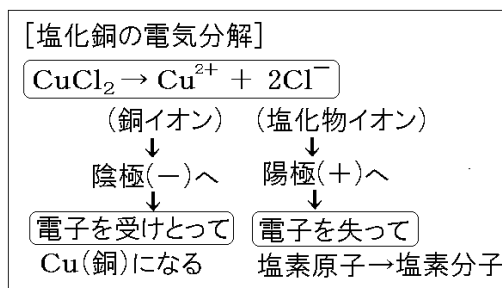 [塩化銅の電気分解]
CuCl₂ → Cu²⁺ + 2Cl⁻
(銅イオン) (塩化物イオン)
↓ ↓
陰極(−)へ 陽極(+)へ
↓ ↓
電子を受けとって 電子を失って
Cu(銅)になる 塩素原子→塩素分子